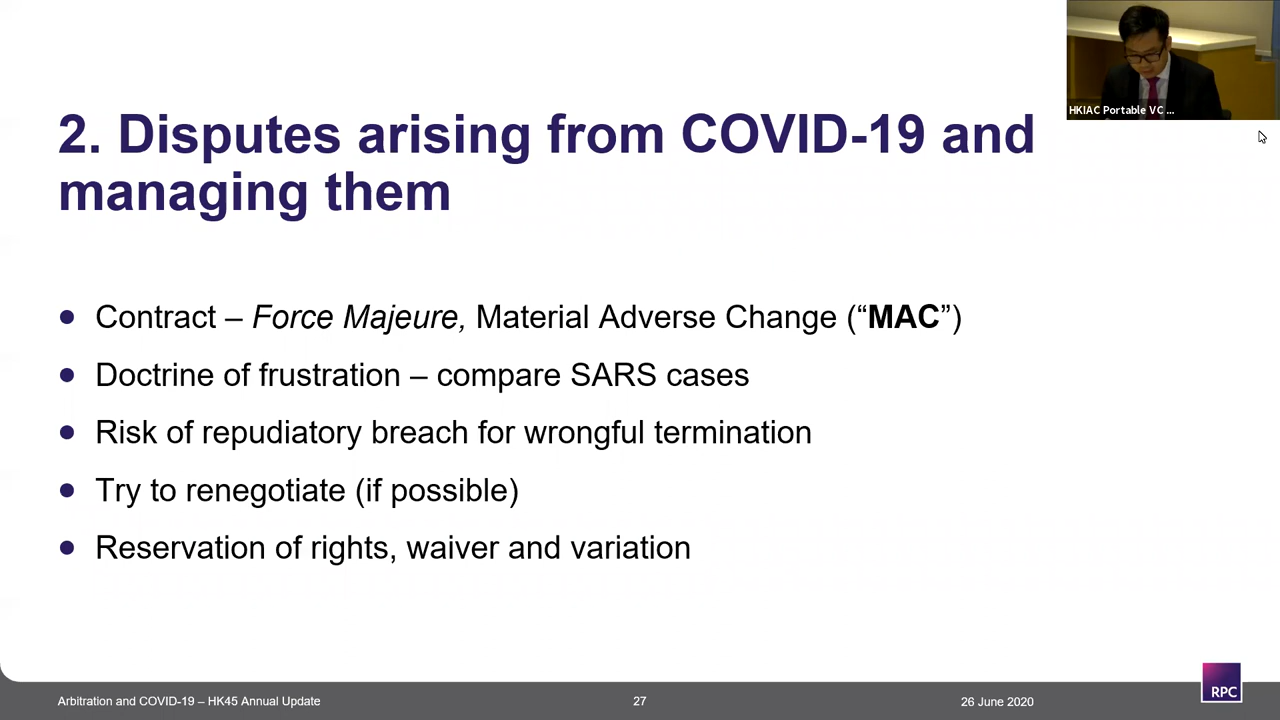 HKIAC Portable VC ...
2. Disputes arising from COVID-19 and
managing them
• Contract – Force Majeure, Material Adverse Change (“MAC”)
• Doctrine of frustration – compare SARS cases
• Risk of repudiatory breach for wrongful termination
• Try to renegotiate (if possible)
• Reservation of rights, waiver and variation
Arbitration and COVID-19 – HK45 Annual Update
27
26 June 2020
RPC